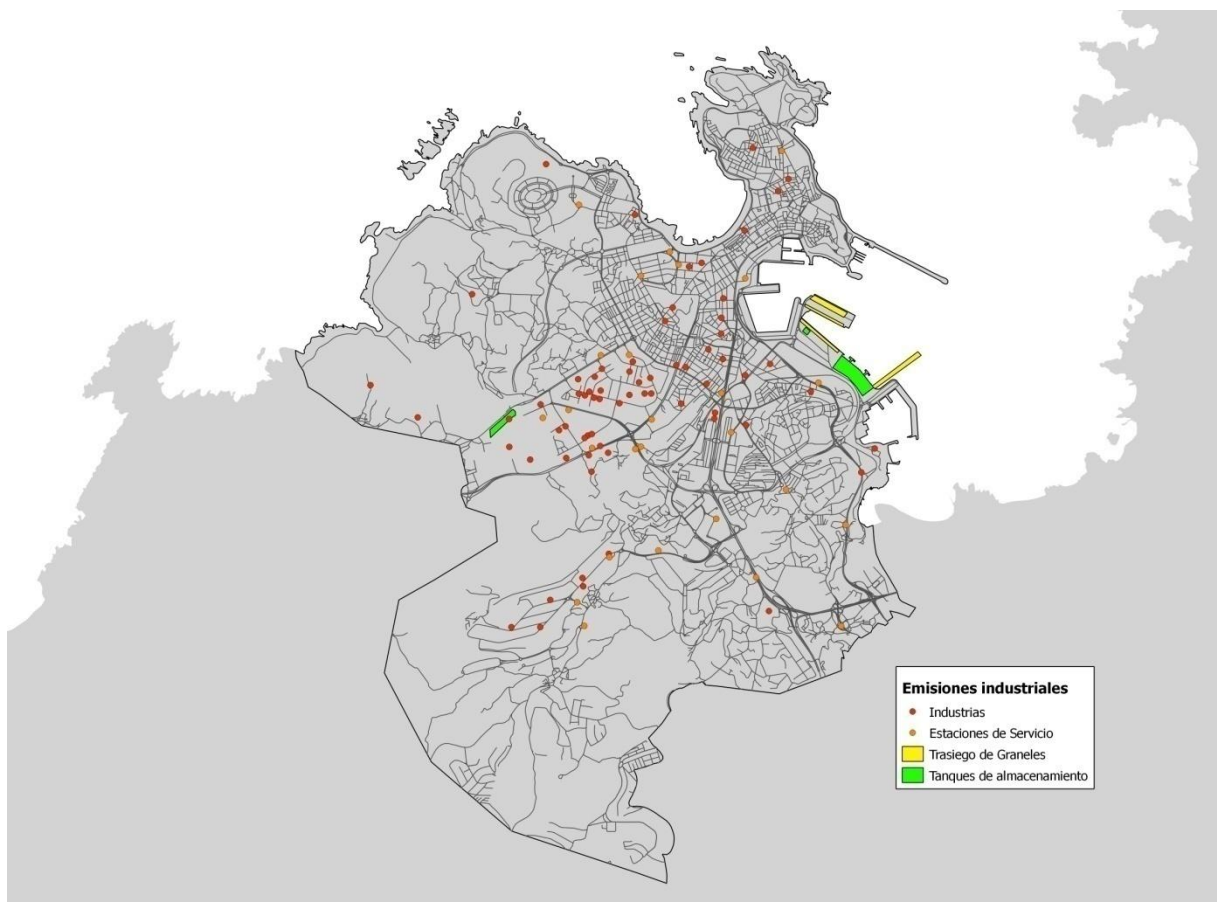 Emisiones industriales
Industrias
Estaciones de Servicio
Trasiego de Graneles
Tanques de almacenamiento